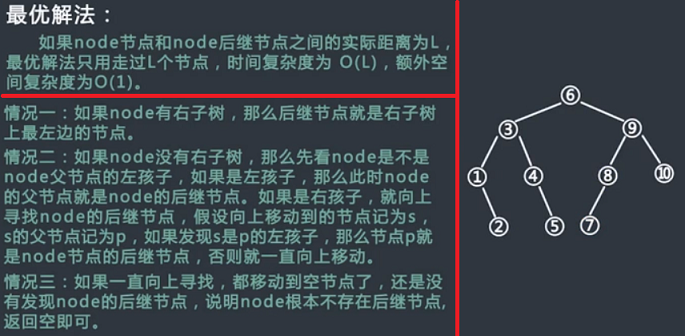 最优解法：
如果node节点和node后继节点之间的实际距离为L，
最优解法只用走过L个节点，时间复杂度为 O(L)，额外空
间复杂度为O(1)。
情况一：如果node有右子树，那么后继节点就是右子树
上最左边的节点。
情况二：如果node没有右子树，那么先看node是不是
node父节点的左孩子，如果是左孩子，那么此时node
的父节点就是node的后继节点。如果是右孩子，就向上
寻找node的后继节点，假设向上移动到的节点记为s，
s的父节点记为p，如果发现s是p的左孩子，那么节点p就
是node节点的后继节点，否则就一直向上移动。
情况三：如果一直向上寻找，都移动到空节点了，还是没
有发现node的后继节点，说明node根本不存在后继节点,
返回空即可。
⑥
③ ⑨
① ④ ⑧ ⑩
② ⑤ ⑦